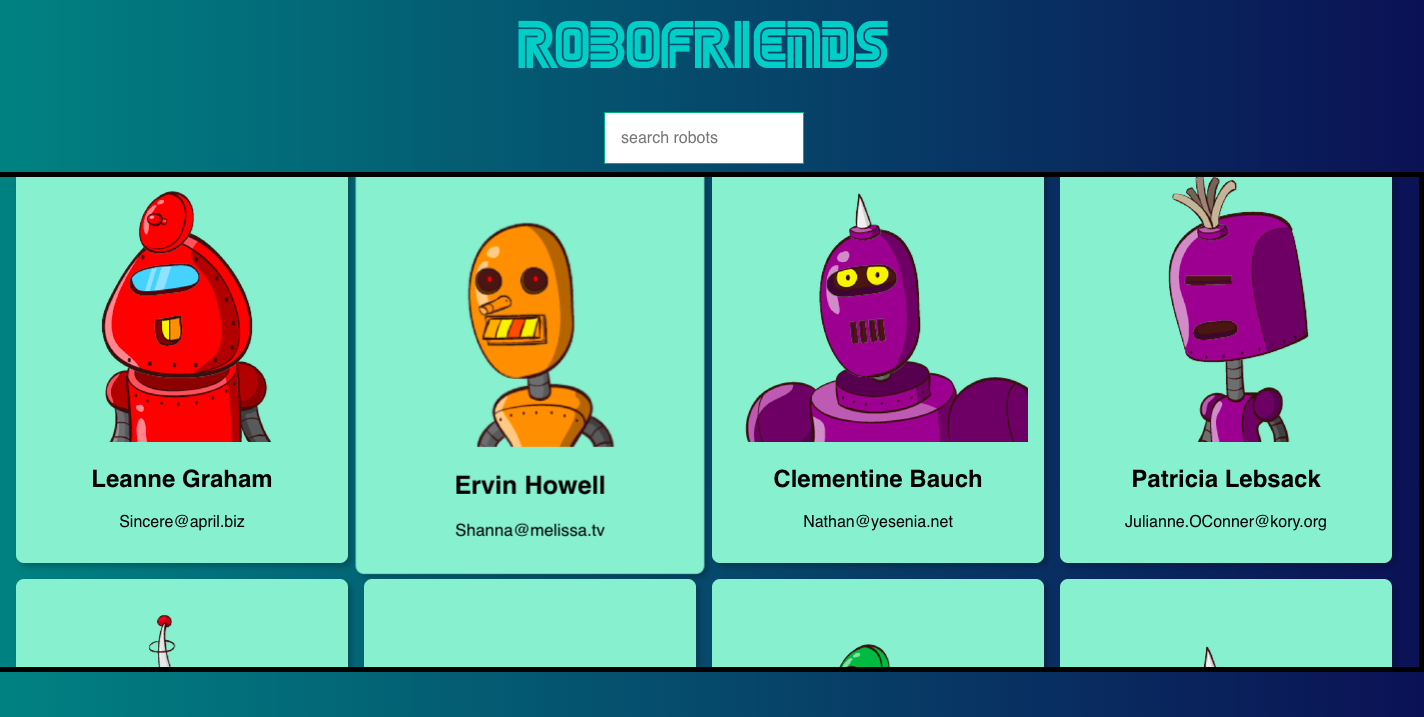 ROBOFRIENDS
search robots
Leanne Graham
Sincere@april.biz
Ervin Howell
Shanna@melissa.tv
Clementine Bauch
Nathan@yesenia.net
Patricia Lebsack
Julianne.OConner@kory.org